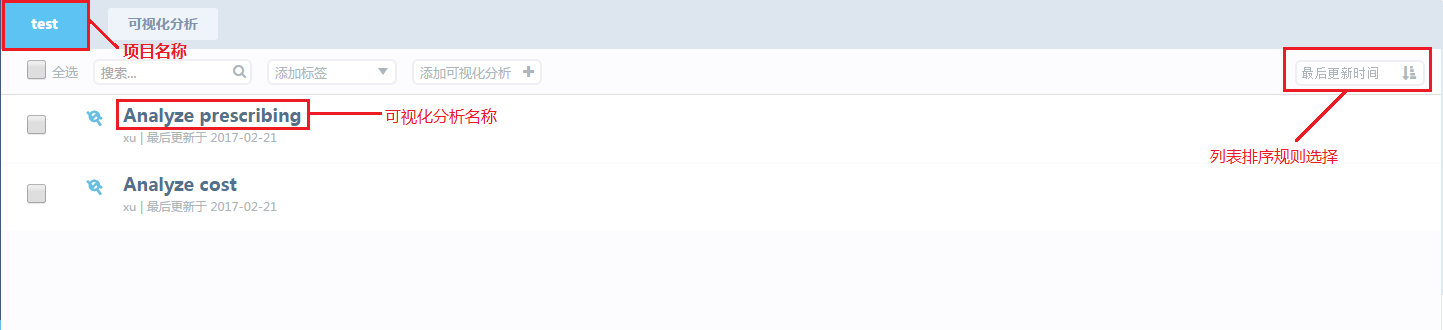 test
可视化分析
项目名称
全选
搜索...
添加标签
添加可视化分析
最后更新时间
Analyze prescribing
可视化分析名称
xu | 最后更新于 2017-02-21
列表排序规则选择
Analyze cost
xu | 最后更新于 2017-02-21